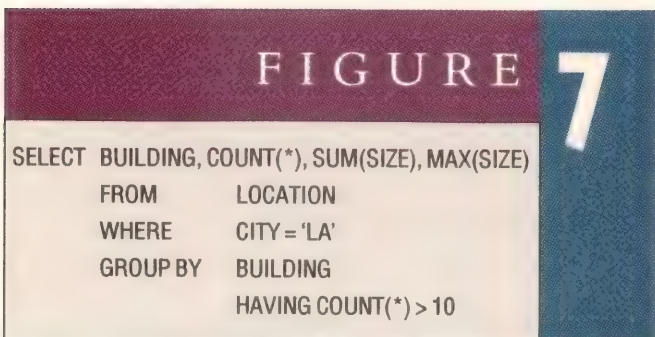 FIGURE 7
SELECT BUILDING, COUNT(*), SUM(SIZE), MAX(SIZE)
FROM LOCATION
WHERE CITY = 'LA'
GROUP BY BUILDING
HAVING COUNT(*) > 10